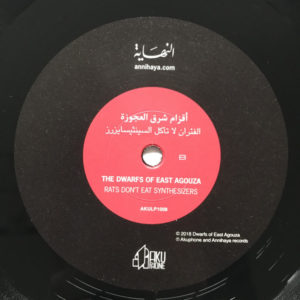 النهاية
annihaya.com
أقزام شرق العجوزة
الفئران لا تأكل السينثيسايزرز
B
THE DWARFS OF EAST AGOUZA
RATS DON'T EAT SYNTHESIZERS
AKULP1008
© 2018 Dwarfs of East Agouza
℗ Akuphone and Annihaya records
AKU
PHONE